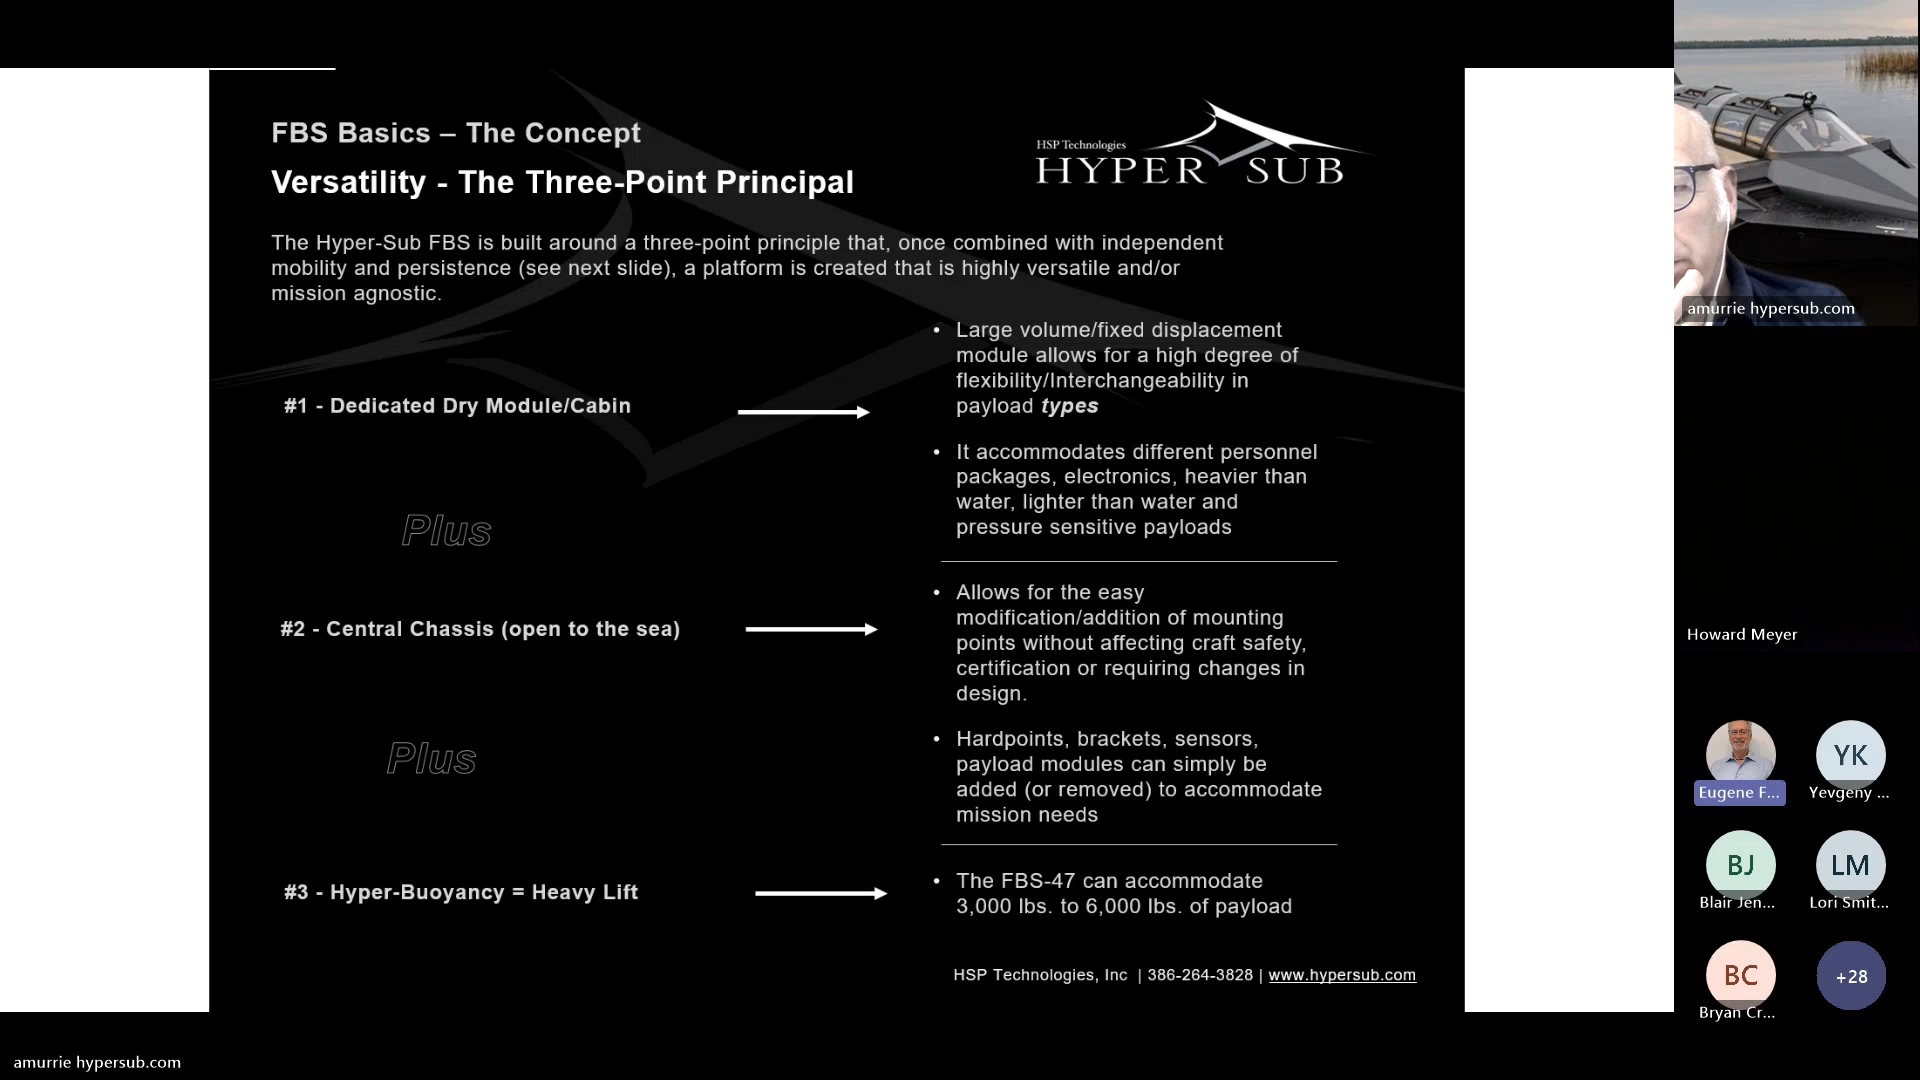 FBS Basics – The Concept
Versatility - The Three-Point Principal
HSP Technologies
HYPER SUB
The Hyper-Sub FBS is built around a three-point principle that, once combined with independent
mobility and persistence (see next slide), a platform is created that is highly versatile and/or
mission agnostic.
#1 - Dedicated Dry Module/Cabin
• Large volume/fixed displacement
module allows for a high degree of
flexibility/Interchangeability in
payload types
• It accommodates different personnel
packages, electronics, heavier than
water, lighter than water and
pressure sensitive payloads
Plus
#2 - Central Chassis (open to the sea)
• Allows for the easy
modification/addition of mounting
points without affecting craft safety,
certification or requiring changes in
design.
• Hardpoints, brackets, sensors,
payload modules can simply be
added (or removed) to accommodate
mission needs
Plus
#3 - Hyper-Buoyancy = Heavy Lift
• The FBS-47 can accommodate
3,000 lbs. to 6,000 lbs. of payload
HSP Technologies, Inc | 386-264-3828 | www.hypersub.com
amurrie hypersub.com
Howard Meyer
Eugene F...
YK
Yevgeny ...
BJ
Blair Jen...
LM
Lori Smit...
BC
Bryan Cr...
+28
amurrie hypersub.com